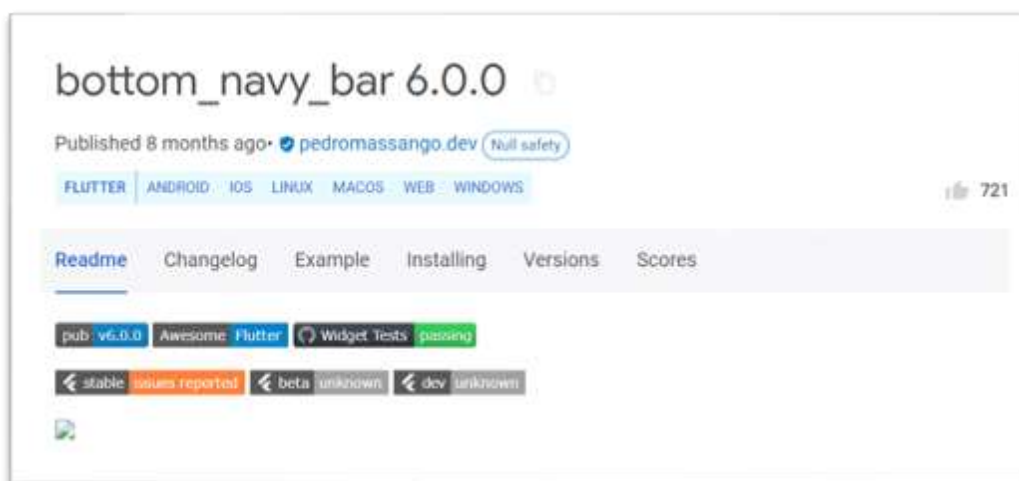 bottom_navy_bar 6.0.0
Published 8 months ago• pedromassango.dev Null safety
FLUTTER ANDROID IOS LINUX MACOS WEB WINDOWS
721
Readme Changelog Example Installing Versions Scores
pub v6.0.0 Awesome Flutter Widget Tests passing
stable issues reported beta unknown dev unknown